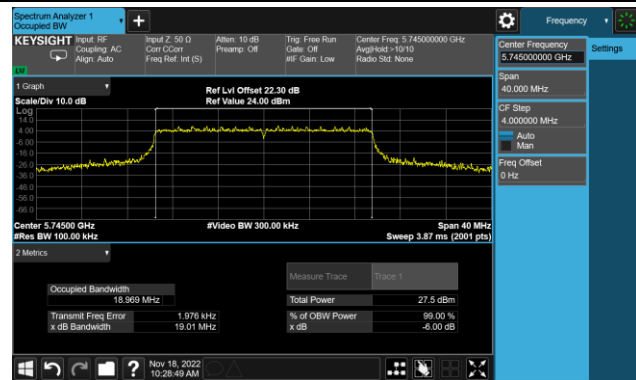 Spectrum Analyzer 1
Occupied BW
+
Frequency
KEYSIGHT
Input: RF
Coupling: AC
Align: Auto
Input Z: 50 Ω
Corr CCorr
Freq Ref: Int (S)
Atten: 10 dB
Preamp: Off
Trig: Free Run
Gate: Off
#IF Gain: Low
Center Freq: 5.745000000 GHz
Avg|Hold:>10/10
Radio Std: None
LW
Center Frequency
5.745000000 GHz
Settings
Span
40.000 MHz
CF Step
4.000000 MHz
Auto
Man
Freq Offset
0 Hz
1 Graph
Scale/Div 10.0 dB
Ref Lvl Offset 22.30 dB
Ref Value 24.00 dBm
Log
14.0
4.00
-6.00
-16.0
-26.0
-36.0
-46.0
-56.0
-66.0
Center 5.74500 GHz
#Res BW 100.00 kHz
#Video BW 300.00 kHz
Span 40 MHz
Sweep 3.87 ms (2001 pts)
2 Metrics
Measure Trace
Trace 1
Occupied Bandwidth
18.969 MHz
Total Power
27.5 dBm
Transmit Freq Error
1.976 kHz
% of OBW Power
99.00 %
x dB Bandwidth
19.01 MHz
x dB
-6.00 dB
?
Nov 18, 2022
10:28:49 AM